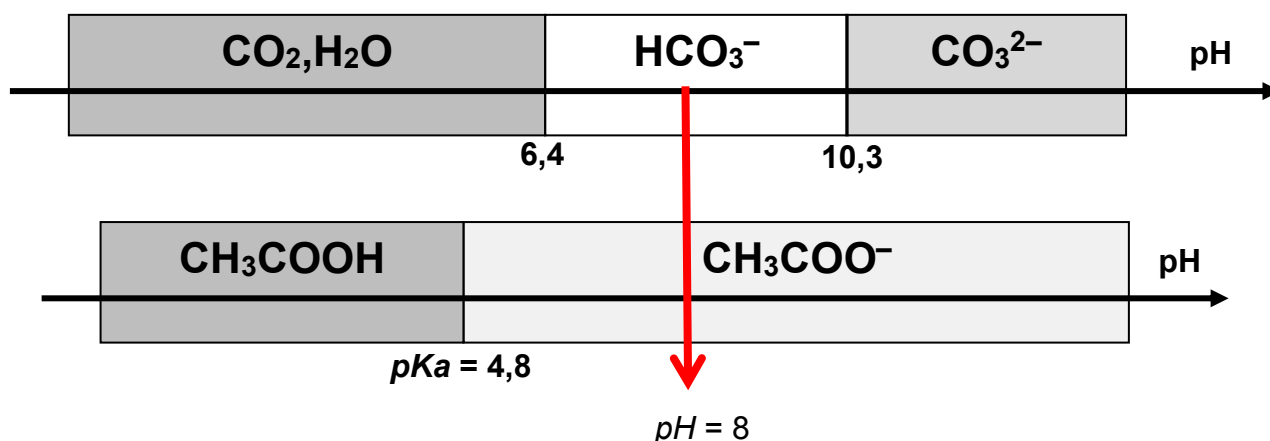 CO₂,H₂O HCO₃⁻ CO₃²⁻ pH
6,4 10,3
CH₃COOH CH₃COO⁻ pH
pKa = 4,8
pH = 8